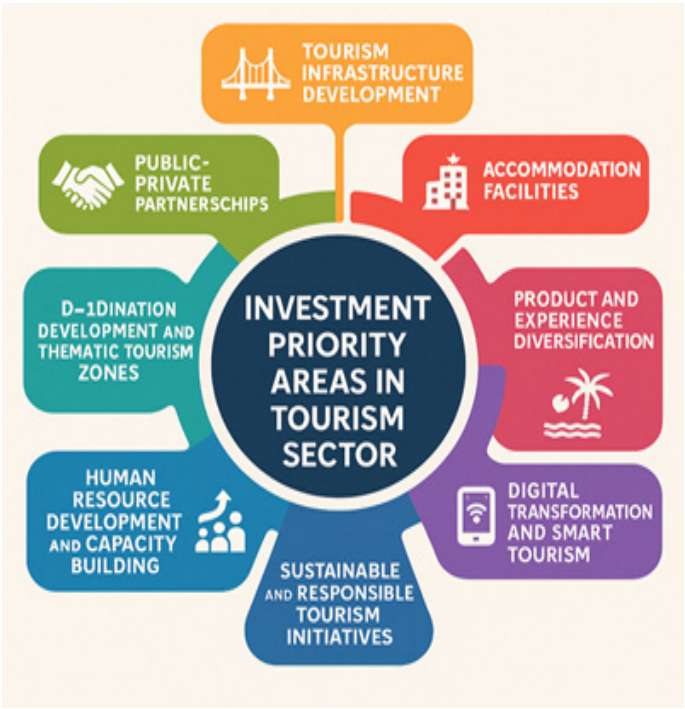 TOURISM
INFRASTRUCTURE
DEVELOPMENT
PUBLIC-
PRIVATE
PARTNERCHIPS
ACCOMMODATION
FACILITIES
D-1DINATION
DEVELOPMENT AND
THEMATIC TOURISM
ZONES
INVESTMENT
PRIORITY
AREAS IN
TOURISM
SECTOR
PRODUCT AND
EXPERIENCE
DIVERSIFICATION
HUMAN
RESOURCE
DEVELOPMENT
AND CAPACITY
BUILDING
DIGITAL
TRANSFORMATION
AND SMART
TOURISM
SUSTAINABLE
AND RESPONSIBLE
TOURISM
INITIATIVES